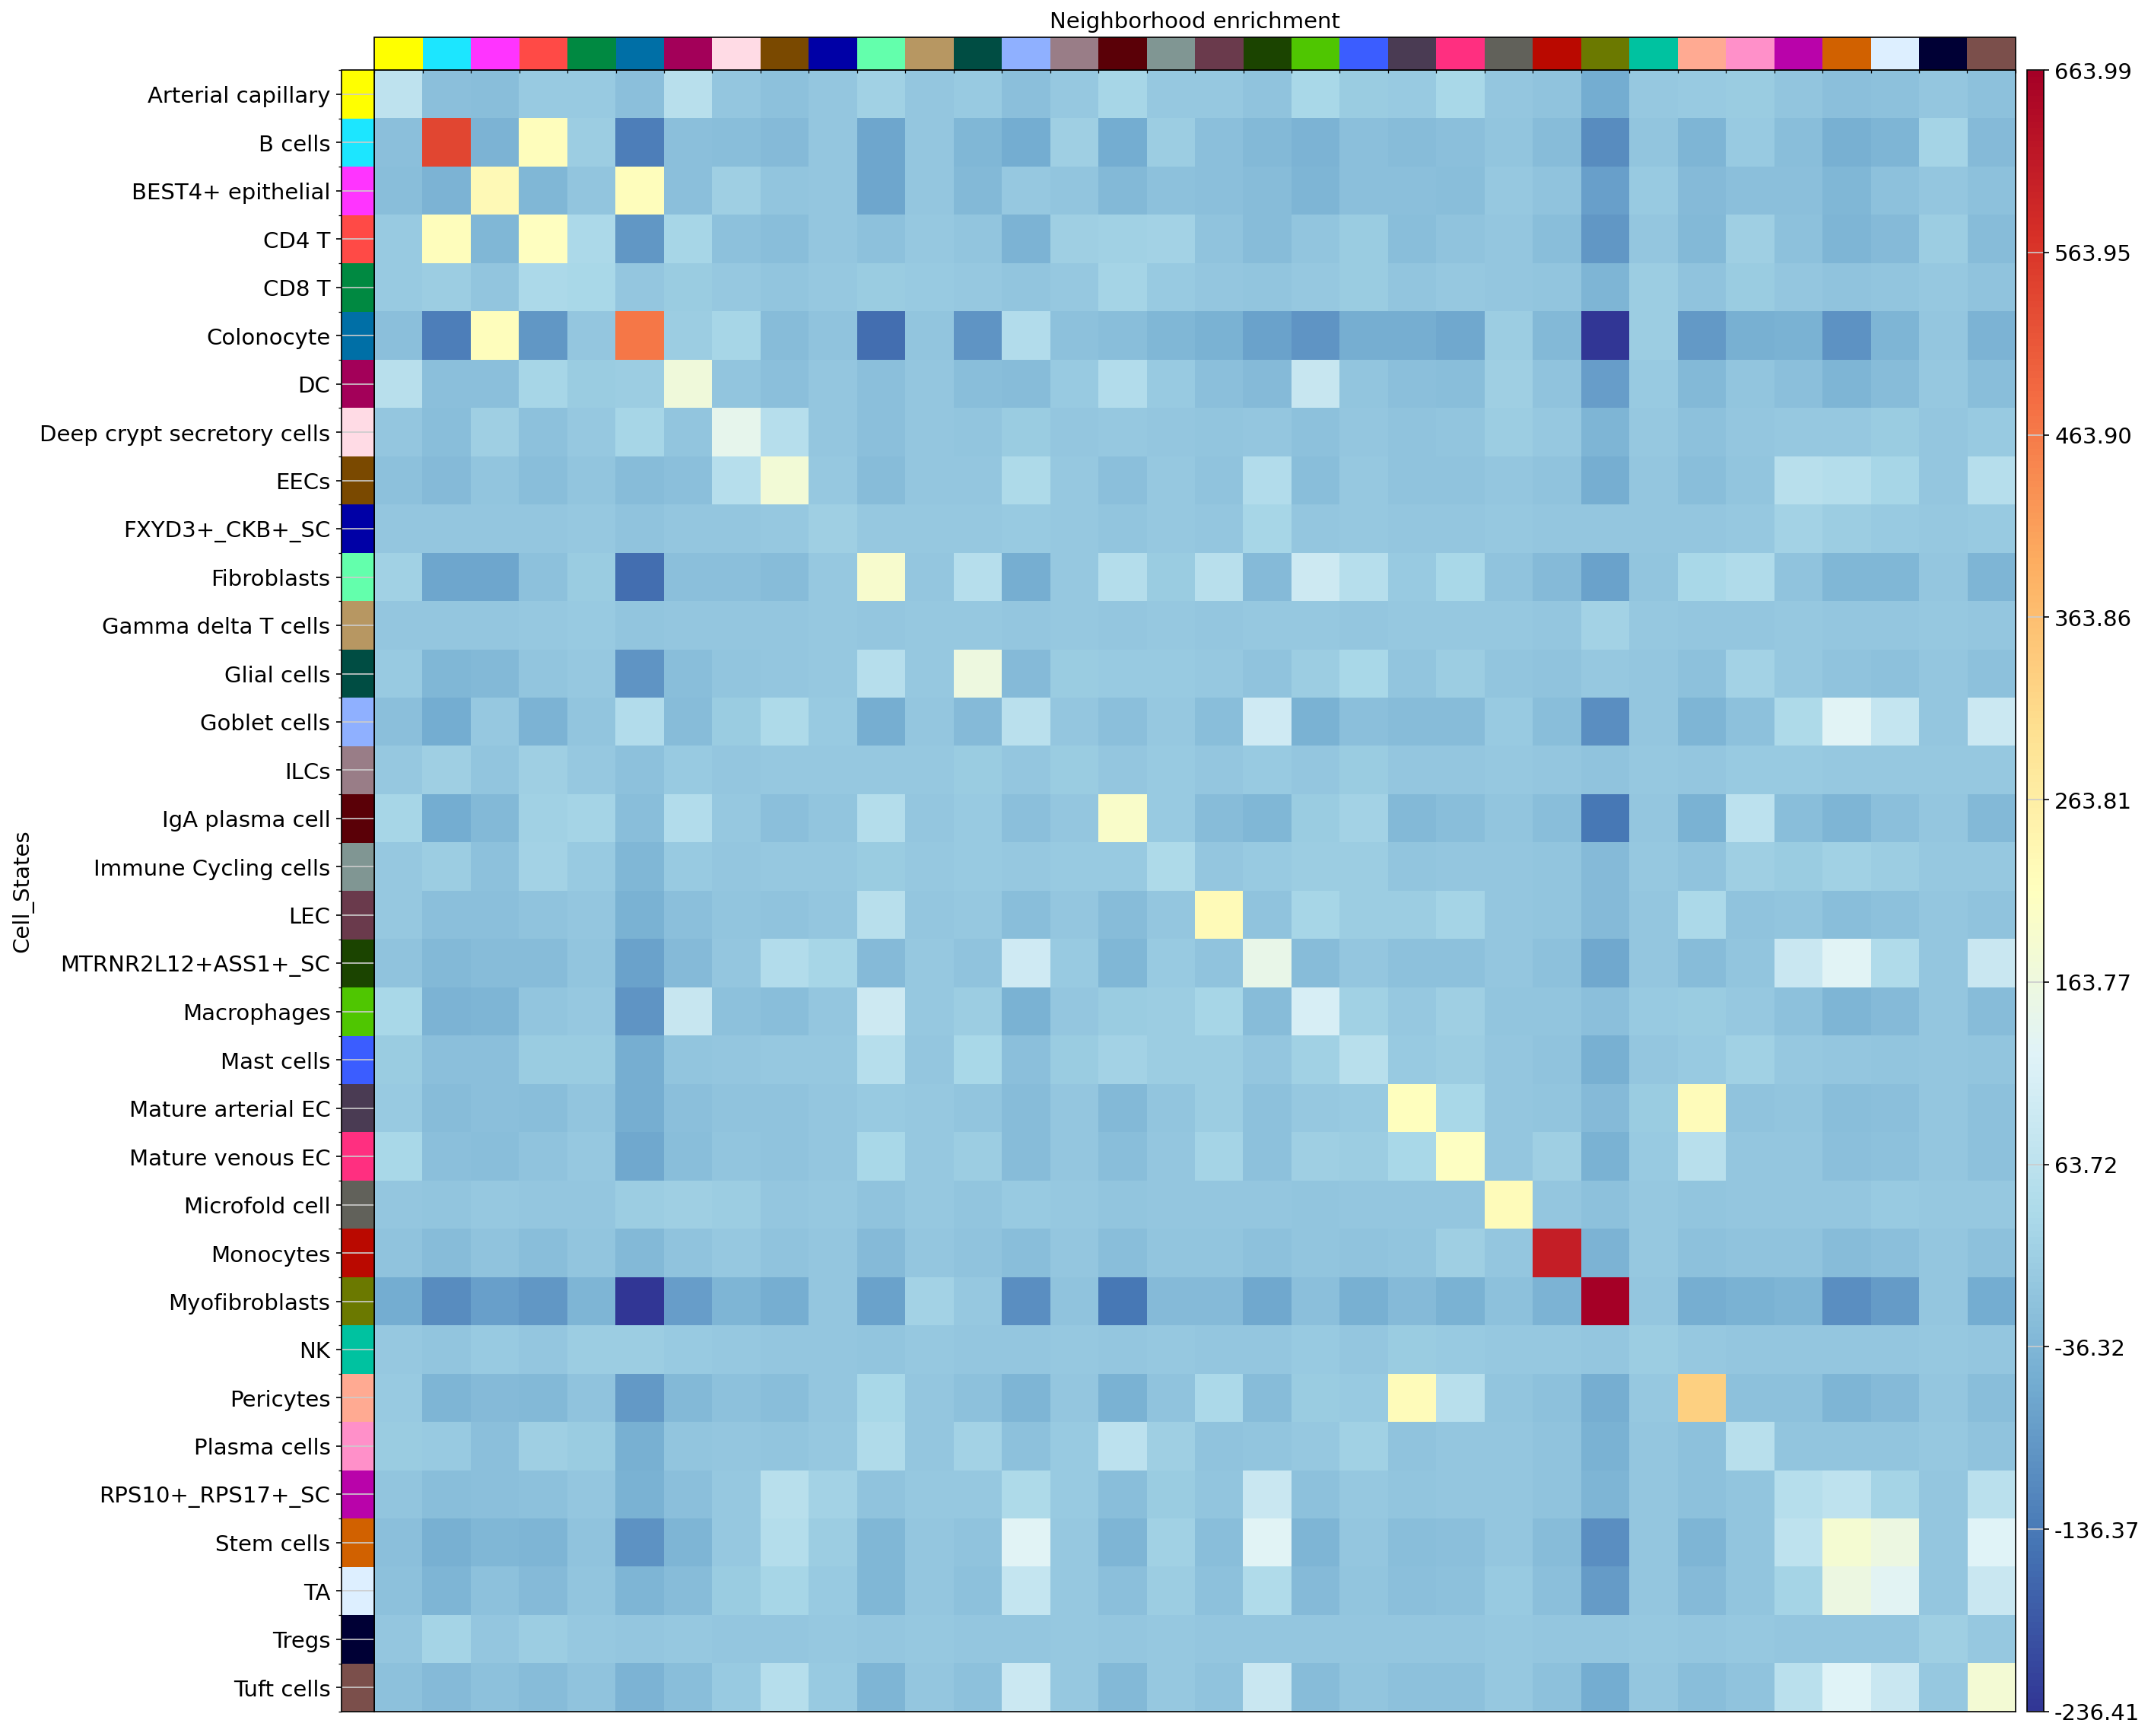 Neighborhood enrichment
Cell_States
Arterial capillary
B cells
BEST4+ epithelial
CD4 T
CD8 T
Colonocyte
DC
Deep crypt secretory cells
EECs
FXYD3+_CKB+_SC
Fibroblasts
Gamma delta T cells
Glial cells
Goblet cells
ILCs
IgA plasma cell
Immune Cycling cells
LEC
MTRNR2L12+ASS1+_SC
Macrophages
Mast cells
Mature arterial EC
Mature venous EC
Microfold cell
Monocytes
Myofibroblasts
NK
Pericytes
Plasma cells
RPS10+_RPS17+_SC
Stem cells
TA
Tregs
Tuft cells
663.99
563.95
463.90
363.86
263.81
163.77
63.72
-36.32
-136.37
-236.41